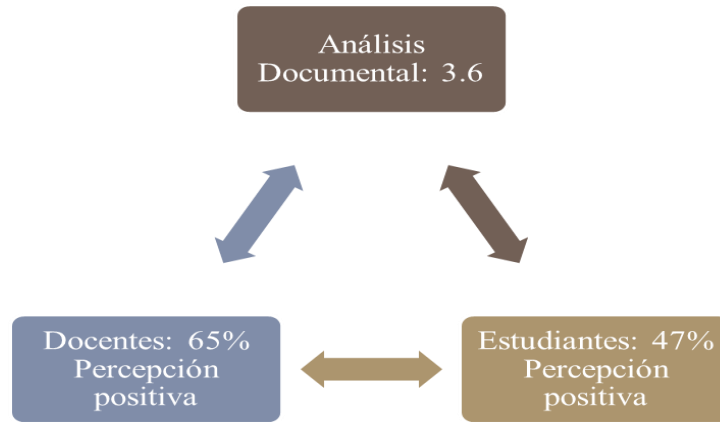 Análisis
Documental: 3.6
Docentes: 65%
Percepción
positiva
Estudiantes: 47%
Percepción
positiva